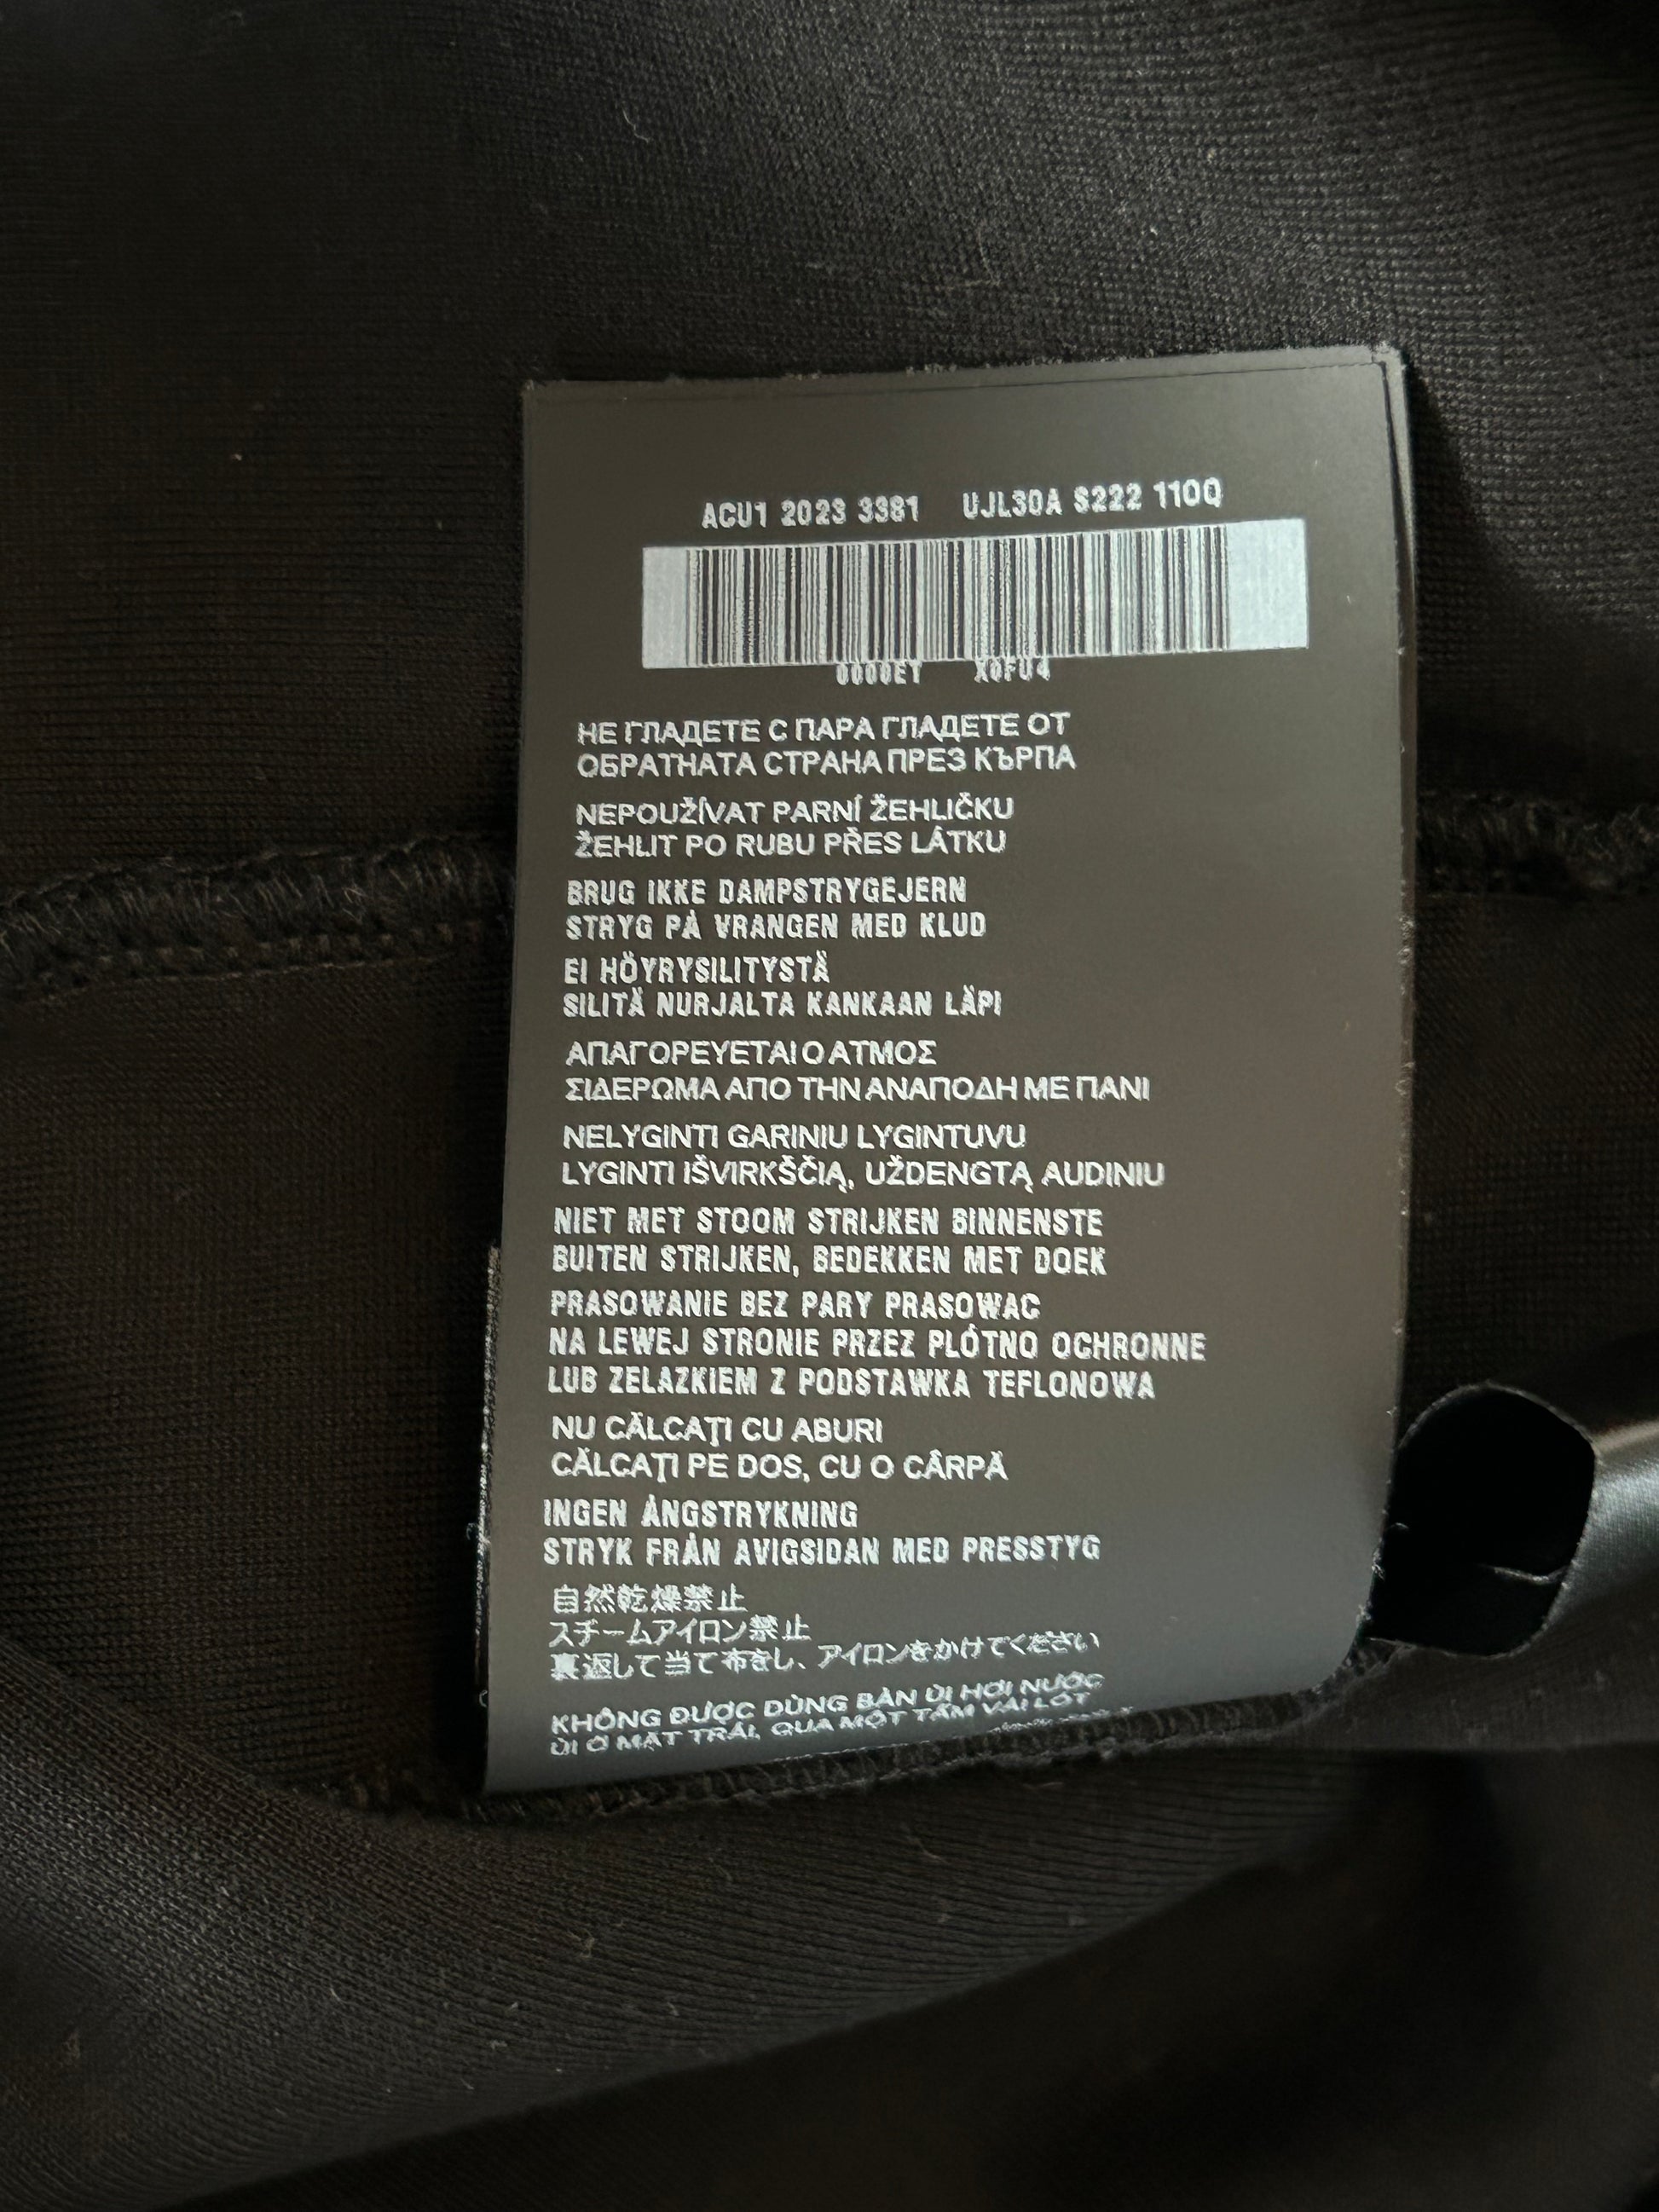 ACU1 2023 3381 UJL30A S222 110Q
0000EY X0FU4
НЕ ГЛАДЕТЕ С ПАРА ГЛАДЕТЕ ОТ
ОБРАТНАТА СТРАНА ПРЕЗ КЪРПА
NEPOUŽÍVAT PARNÍ ŽEHLIČKU
ŽEHLIT PO RUBU PŘES LÁTKU
BRUG IKKE DAMPSTRYGEJERN
STRYG PÅ VRANGEN MED KLUD
EI HÖYRYSILITYSTÄ
SILITÄ NURJALTA KANKAAN LÄPI
ΑΠΑΓΟΡΕΥΕΤΑΙ Ο ΑΤΜΟΣ
ΣΙΔΕΡΩΜΑ ΑΠΟ ΤΗΝ ΑΝΑΠΟΔΗ ΜΕ ΠΑΝΙ
NELYGINTI GARINIU LYGINTUVU
LYGINTI IŠVIRKŠČIĄ, UŽDENGTĄ AUDINIU
NIET MET STOOM STRIJKEN BINNENSTE
BUITEN STRIJKEN, BEDEKKEN MET DOEK
PRASOWANIE BEZ PARY PRASOWAC
NA LEWEJ STRONIE PRZEZ PLÓTNO OCHRONNE
LUB ZELAZKIEM Z PODSTAWKA TEFLONOWA
NU CĂLCAȚI CU ABURI
CĂLCAȚI PE DOS, CU O CÂRPĂ
INGEN ÅNGSTRYKNING
STRYK FRÅN AVIGSIDAN MED PRESSTYG
自然乾燥禁止
スチームアイロン禁止
裏返して当て布をし、アイロンをかけてください
KHÔNG ĐƯỢC DÙNG BÀN ỦI HƠI NƯỚC
ỦI Ở MẶT TRÁI, QUA MỘT TẤM VẢI LÓT